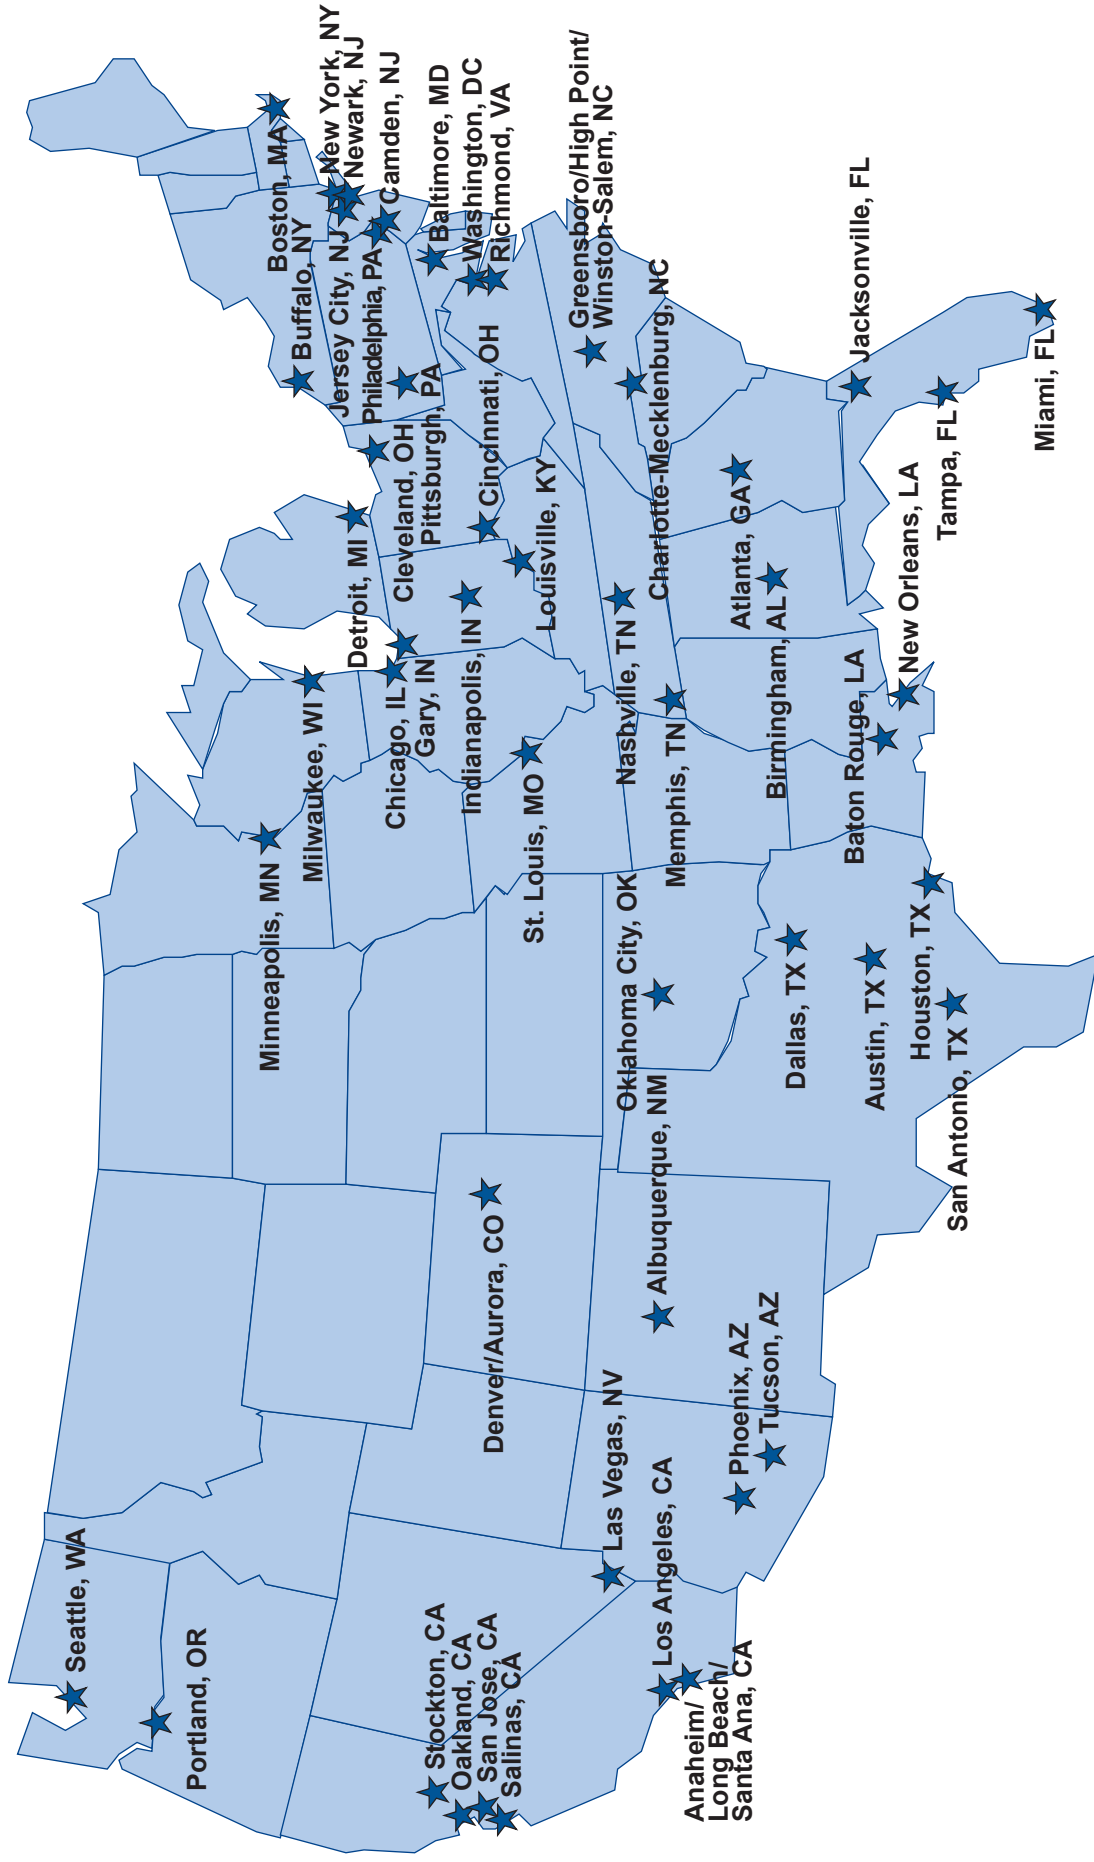 Seattle, WA
Portland, OR
Stockton, CA
Oakland, CA
San Jose, CA
Salinas, CA
Los Angeles, CA
Anaheim/
Long Beach/
Santa Ana, CA
Las Vegas, NV
Phoenix, AZ
Tucson, AZ
Denver/Aurora, CO
Albuquerque, NM
Oklahoma City, OK
Dallas, TX
Austin, TX
Houston, TX
San Antonio, TX
Minneapolis, MN
Milwaukee, WI
Chicago, IL
Gary, IN
Indianapolis, IN
St. Louis, MO
Detroit, MI
Cleveland, OH
Pittsburgh, PA
Cincinnati, OH
Louisville, KY
Nashville, TN
Memphis, TN
Birmingham, AL
Atlanta, GA
Baton Rouge, LA
New Orleans, LA
Boston, MA
Buffalo, NY
New York, NY
Newark, NJ
Jersey City, NJ
Philadelphia, PA
Camden, NJ
Baltimore, MD
Washington, DC
Richmond, VA
Greensboro/High Point/
Winston-Salem, NC
Charlotte-Mecklenburg, NC
Jacksonville, FL
Tampa, FL
Miami, FL